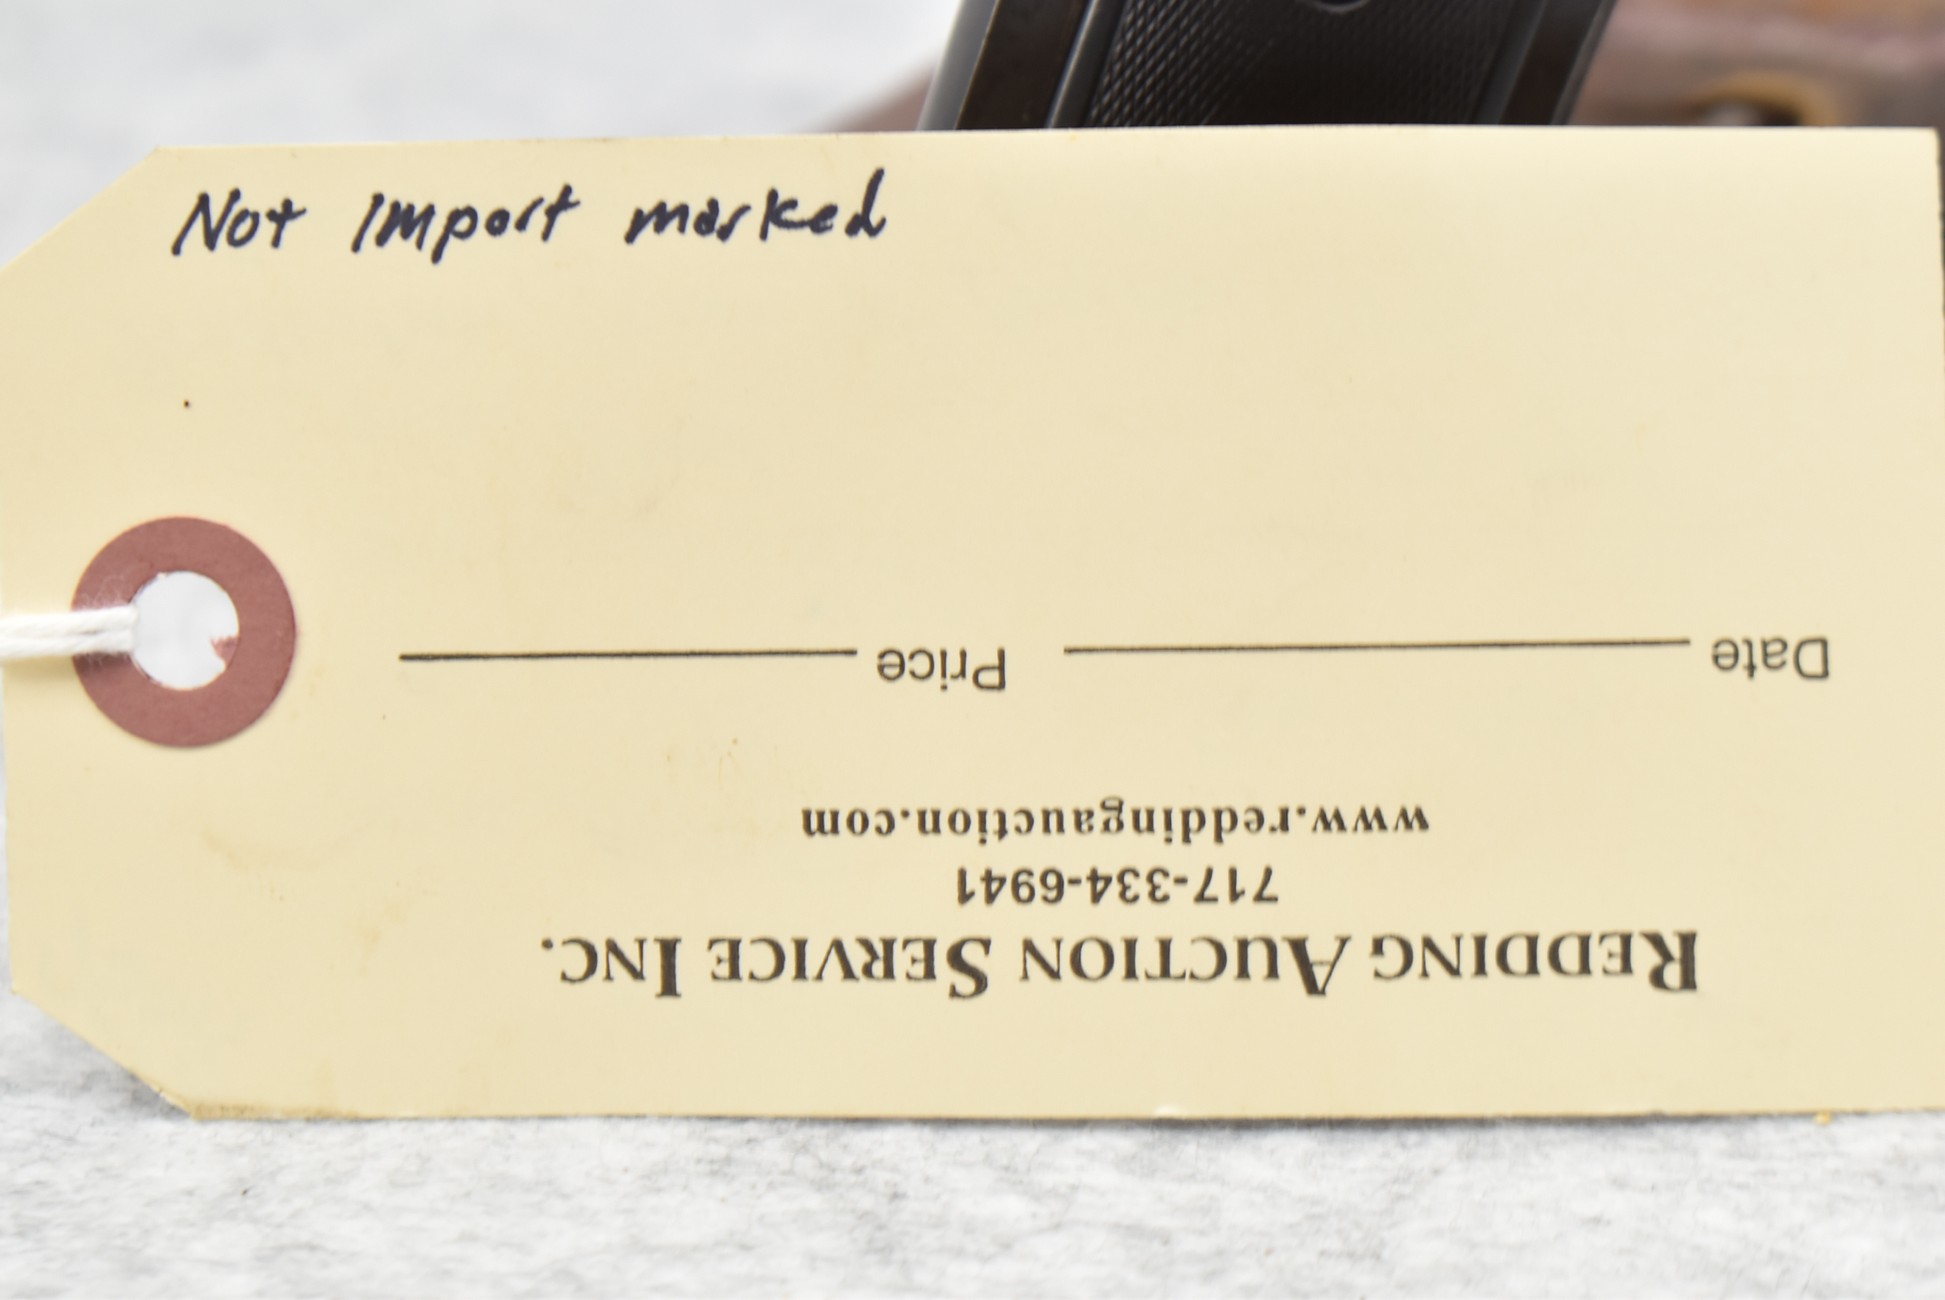 Not Import marked
REDDING AUCTION SERVICE INC.
717-334-6941
www.reddingauction.com
Date Price